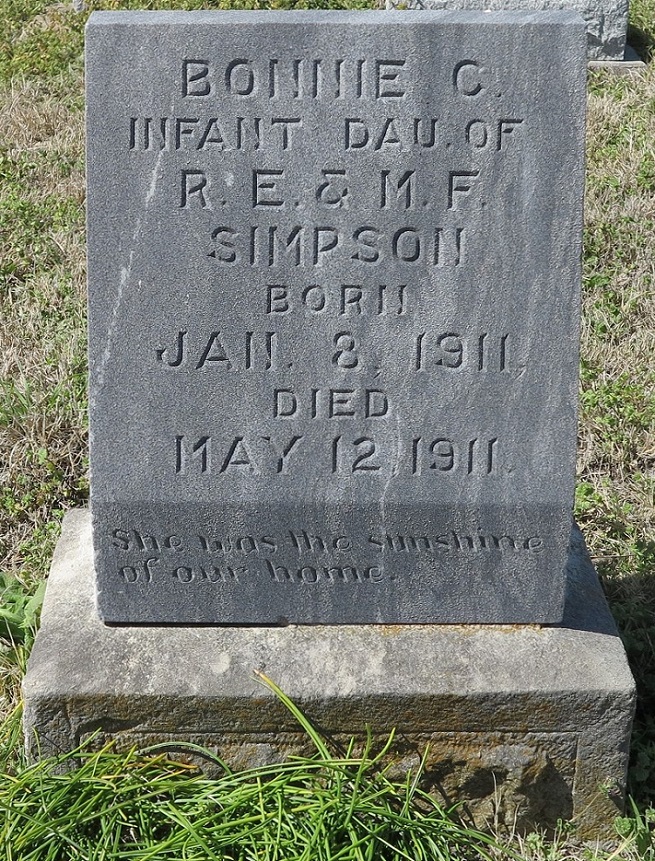 BONNIE C.
INFANT DAU. OF
R. E. & M. F.
SIMPSON
BORN
JAN. 8, 1911.
DIED
MAY 12, 1911.
She was the sunshine
of our home.